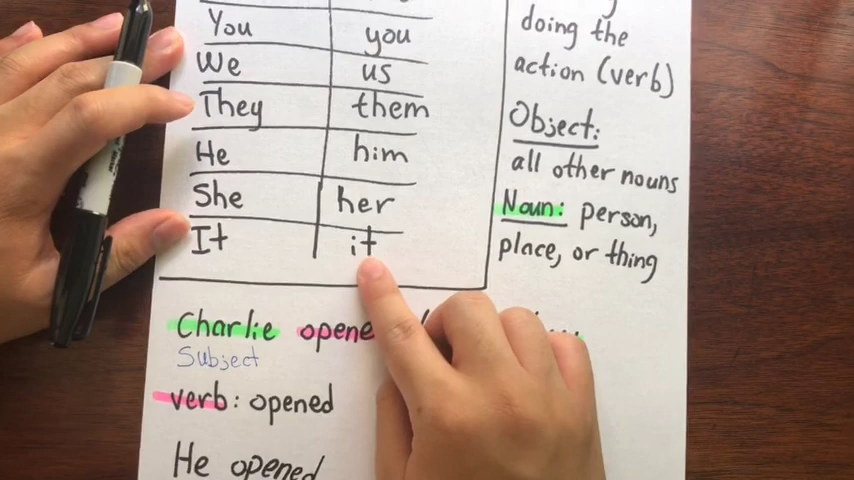 You you
We us
They them
He him
She her
It it
doing the
action (verb)
Object:
all other nouns
Noun: person,
place, or thing
Charlie opene
Subject
verb: opened
He opened